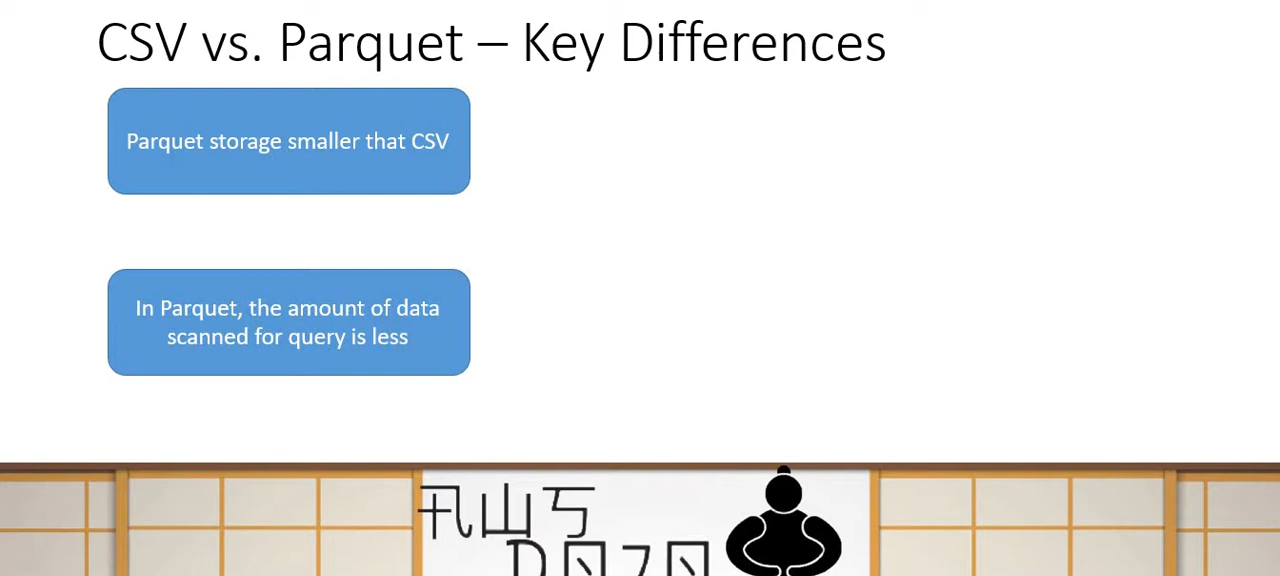 CSV vs. Parquet – Key Differences
Parquet storage smaller that CSV
In Parquet, the amount of data
scanned for query is less